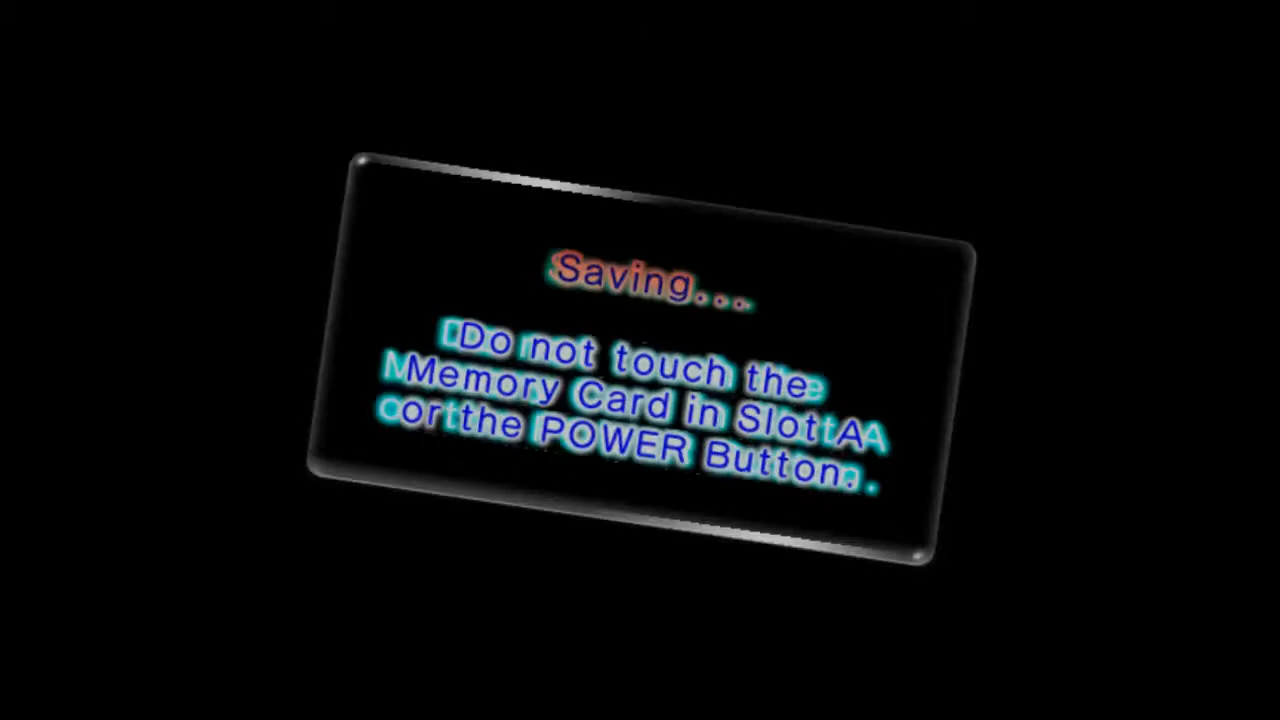 Saving...
Do not touch the
Memory Card in Slot A
or the POWER Button.